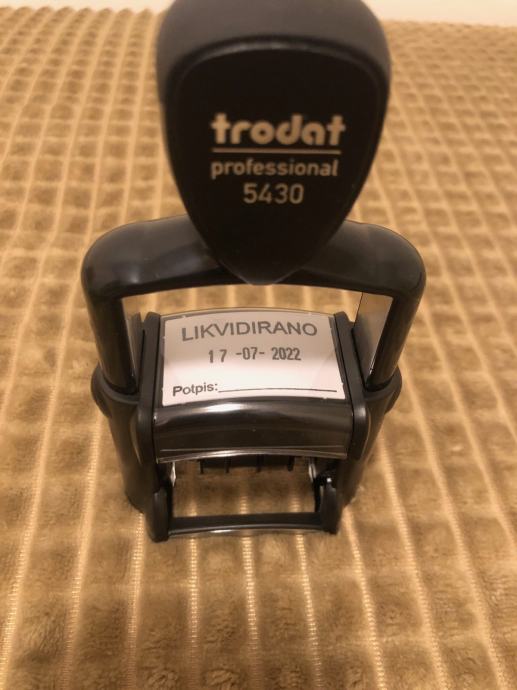 trodat
professional
5430
LIKVIDIRANO
17 -07- 2022
Potpis: